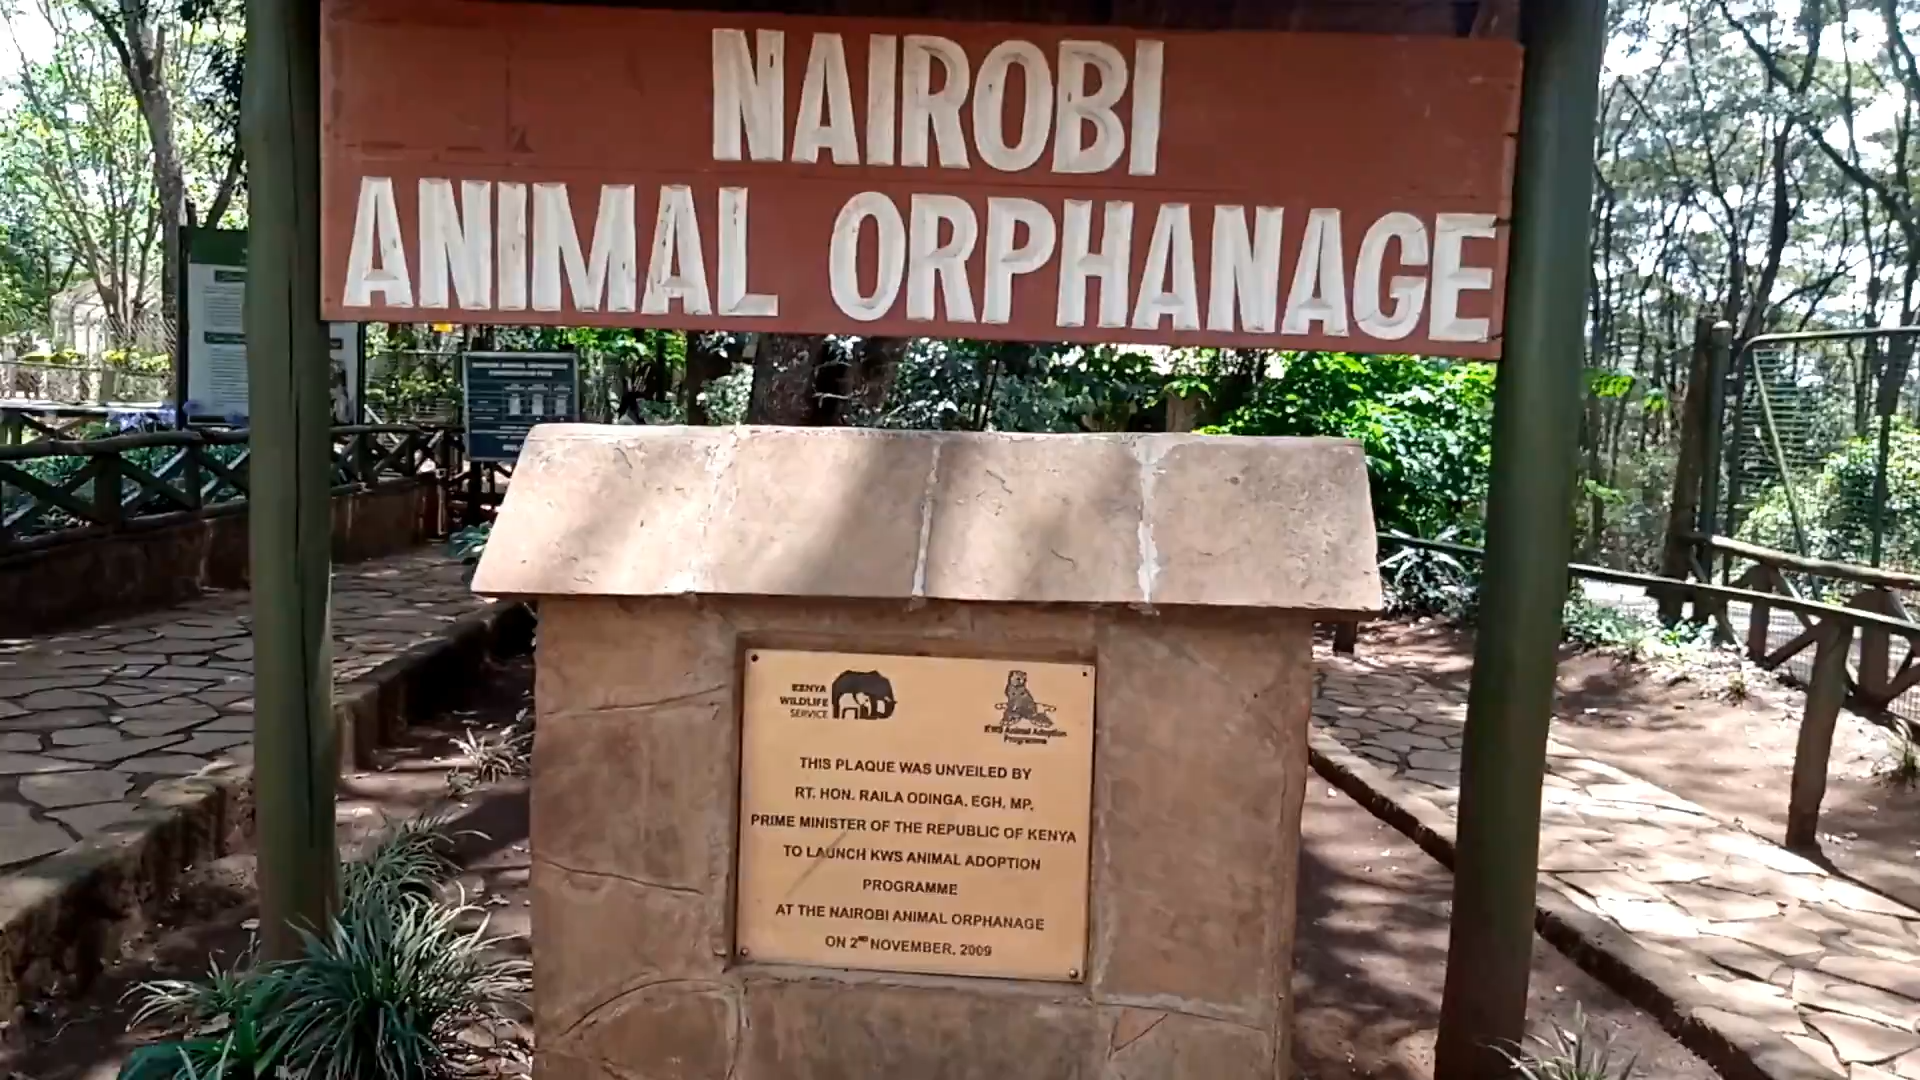 NAIROBI
ANIMAL ORPHANAGE
KENYA
WILDLIFE
SERVICE
KWS Animal Adoption
Programme
THIS PLAQUE WAS UNVEILED BY
RT. HON. RAILA ODINGA, EGH, MP,
PRIME MINISTER OF THE REPUBLIC OF KENYA
TO LAUNCH KWS ANIMAL ADOPTION
PROGRAMME
AT THE NAIROBI ANIMAL ORPHANAGE
ON 2ND NOVEMBER, 2009